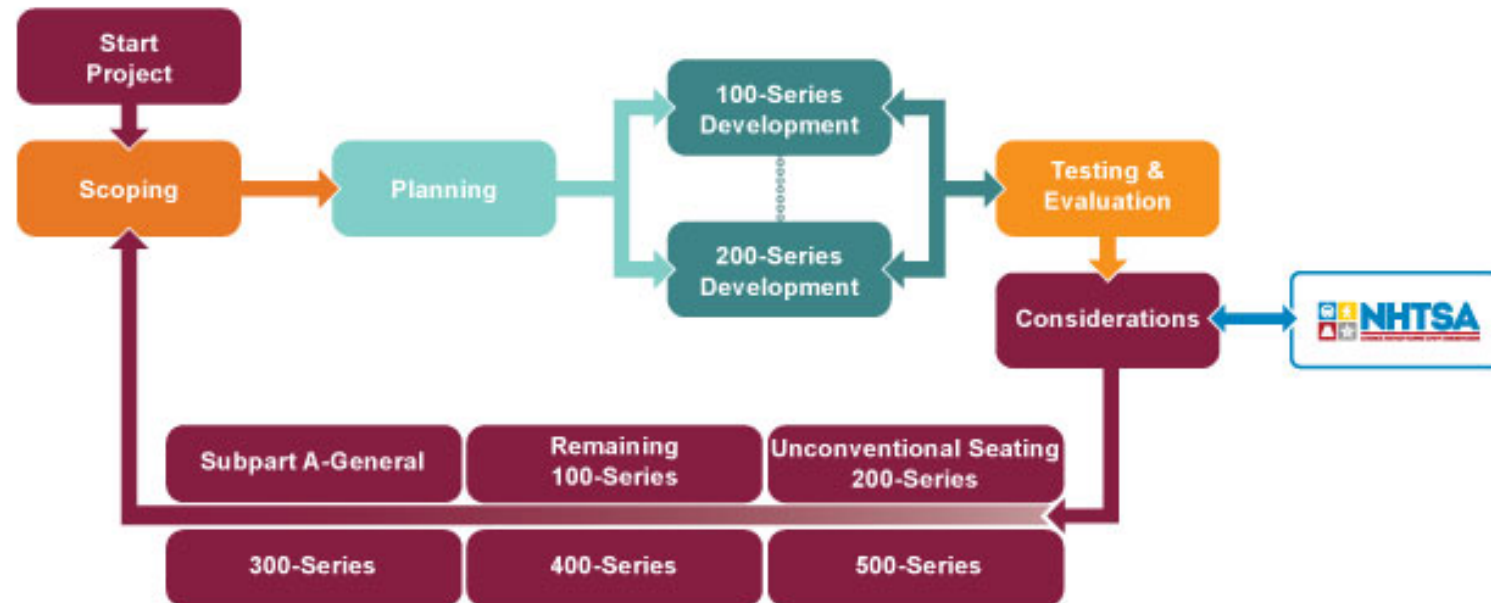 Start
Project
Scoping
Planning
100-Series
Development
200-Series
Development
Testing &
Evaluation
Considerations
NHTSA
Subpart A-General
Remaining
100-Series
Unconventional Seating
200-Series
300-Series
400-Series
500-Series